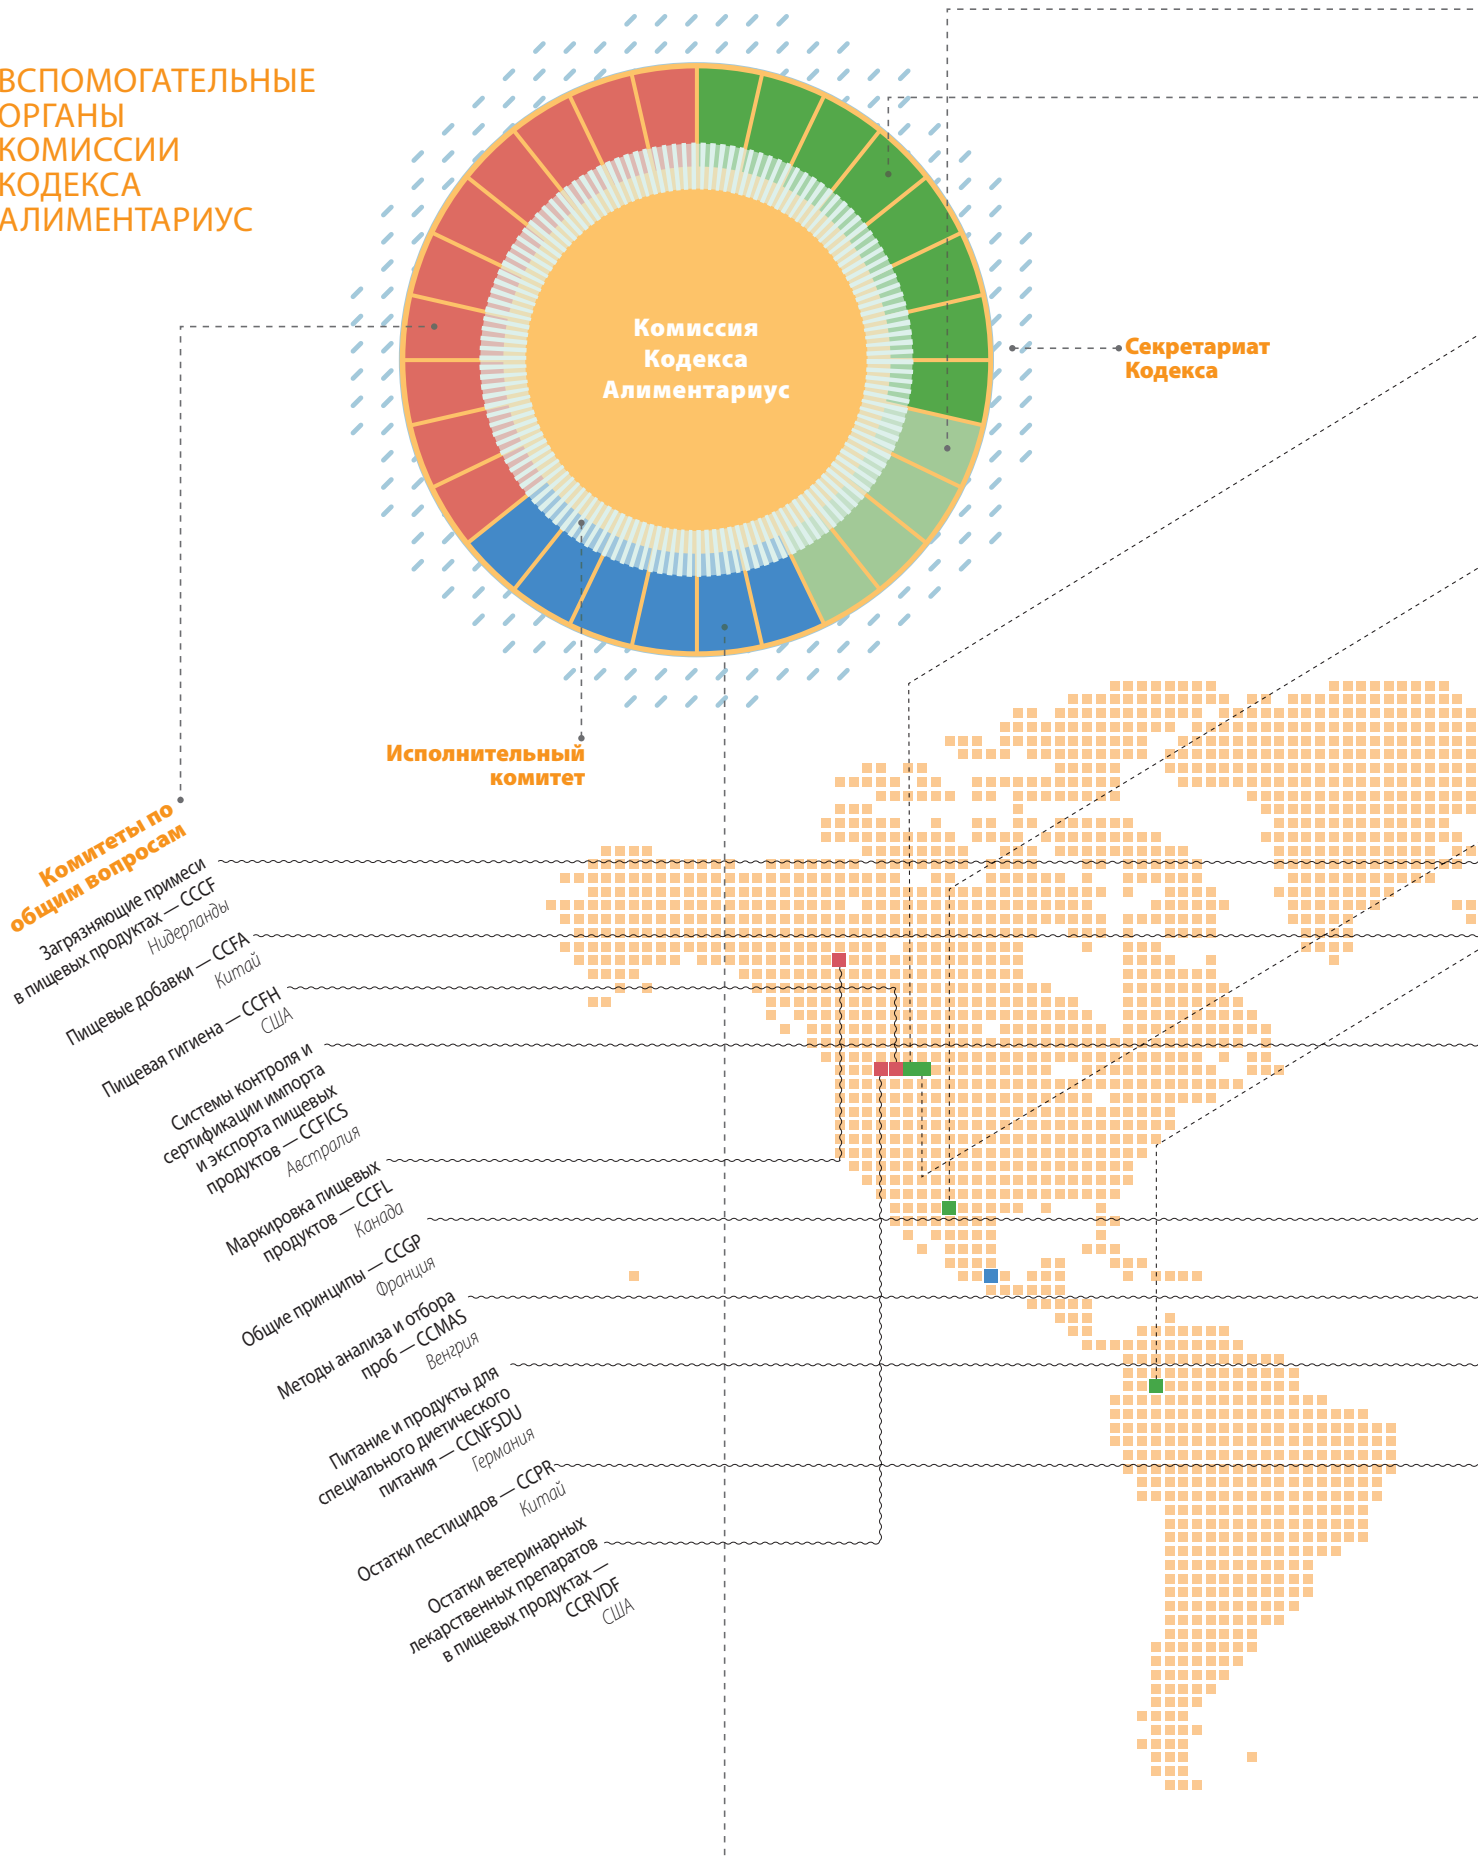 ВСПОМОГАТЕЛЬНЫЕ
ОРГАНЫ
КОМИССИИ
КОДЕКСА
АЛИМЕНТАРИУС
Комиссия
Кодекса
Алиментариус
Секретариат
Кодекса
Исполнительный
комитет
Комитеты по
общим вопросам
Загрязняющие примеси
в пищевых продуктах — CCCF
Нидерланды
Пищевые добавки — CCFA
Китай
Пищевая гигиена — CCFH
США
Системы контроля и
сертификации импорта
и экспорта пищевых
продуктов — CCFICS
Австралия
Маркировка пищевых
продуктов — CCFL
Канада
Общие принципы — CCGP
Франция
Методы анализа и отбора
проб — CCMAS
Венгрия
Питание и продукты для
специального диетического
питания — CCNFSDU
Германия
Остатки пестицидов — CCPR
Китай
Остатки ветеринарных
лекарственных препаратов
в пищевых продуктах —
CCRVDF
США